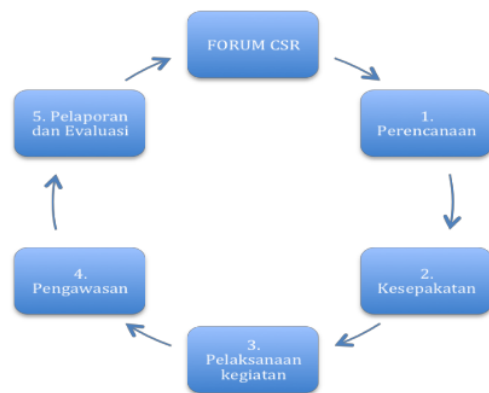 FORUM CSR
1.
Perencanaan
2.
Kesepakatan
3.
Pelaksanaan
kegiatan
4.
Pengawasan
5. Pelaporan
dan Evaluasi